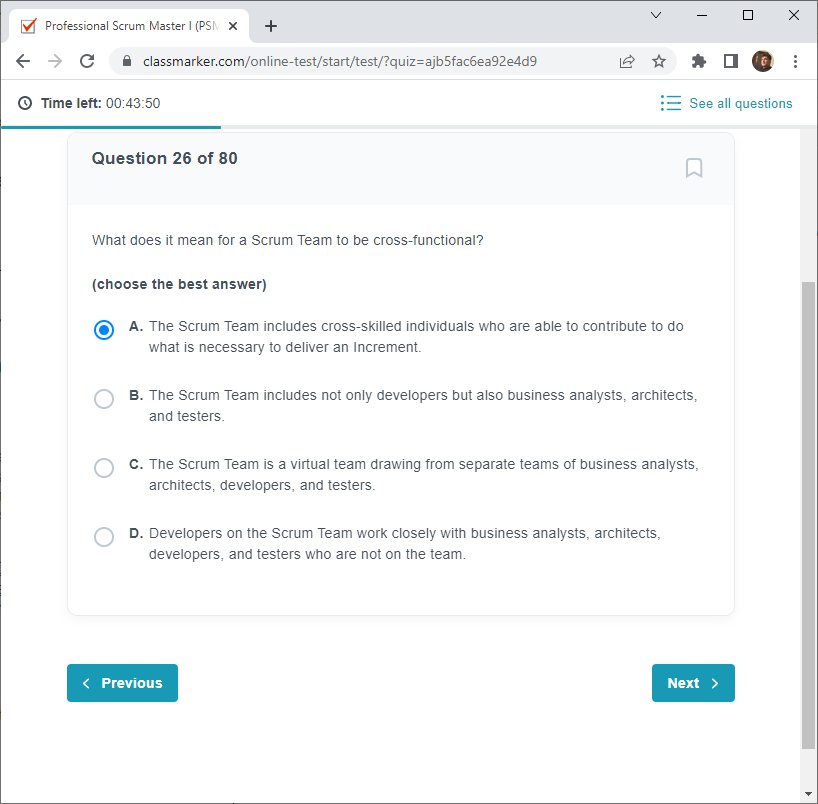 Professional Scrum Master I (PSM
classmarker.com/online-test/start/test/?quiz=ajb5fac6ea92e4d9
Time left: 00:43:50
See all questions
Question 26 of 80
What does it mean for a Scrum Team to be cross-functional?
(choose the best answer)
A. The Scrum Team includes cross-skilled individuals who are able to contribute to do
what is necessary to deliver an Increment.
B. The Scrum Team includes not only developers but also business analysts, architects,
and testers.
C. The Scrum Team is a virtual team drawing from separate teams of business analysts,
architects, developers, and testers.
D. Developers on the Scrum Team work closely with business analysts, architects,
developers, and testers who are not on the team.
Previous
Next